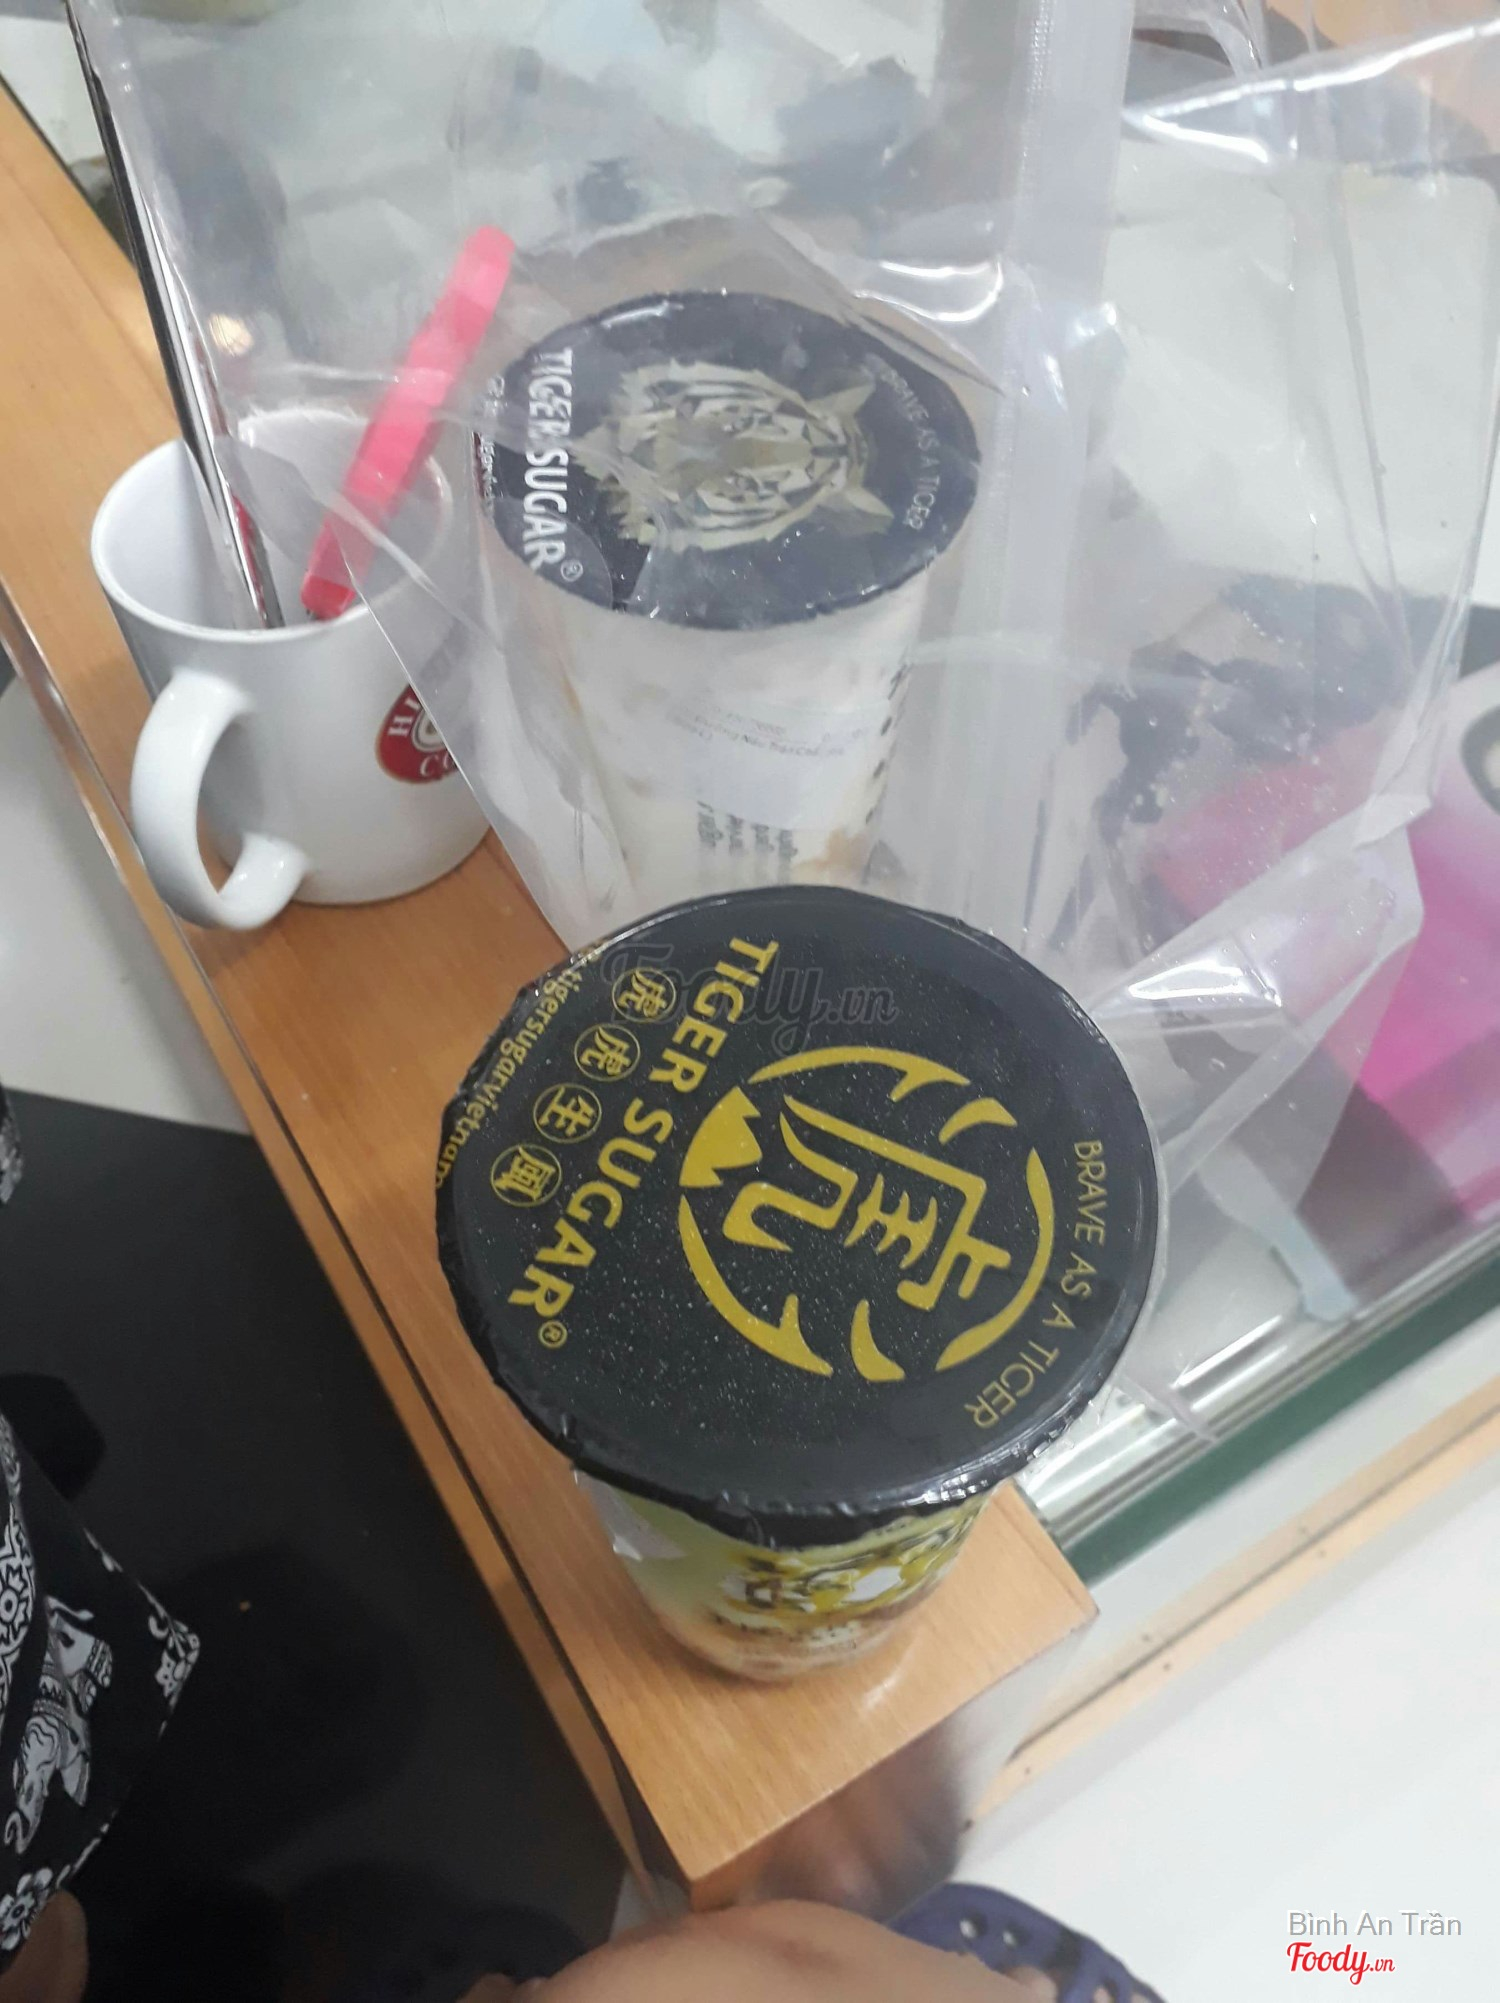 TIGER SUGAR®
BRAVE AS A TIGER
TIGER SUGAR®
虎虎生風
tigersugarvietnam
虎
BRAVE AS A TIGER
Foody.vn
Bình An Trần
Foody.vn